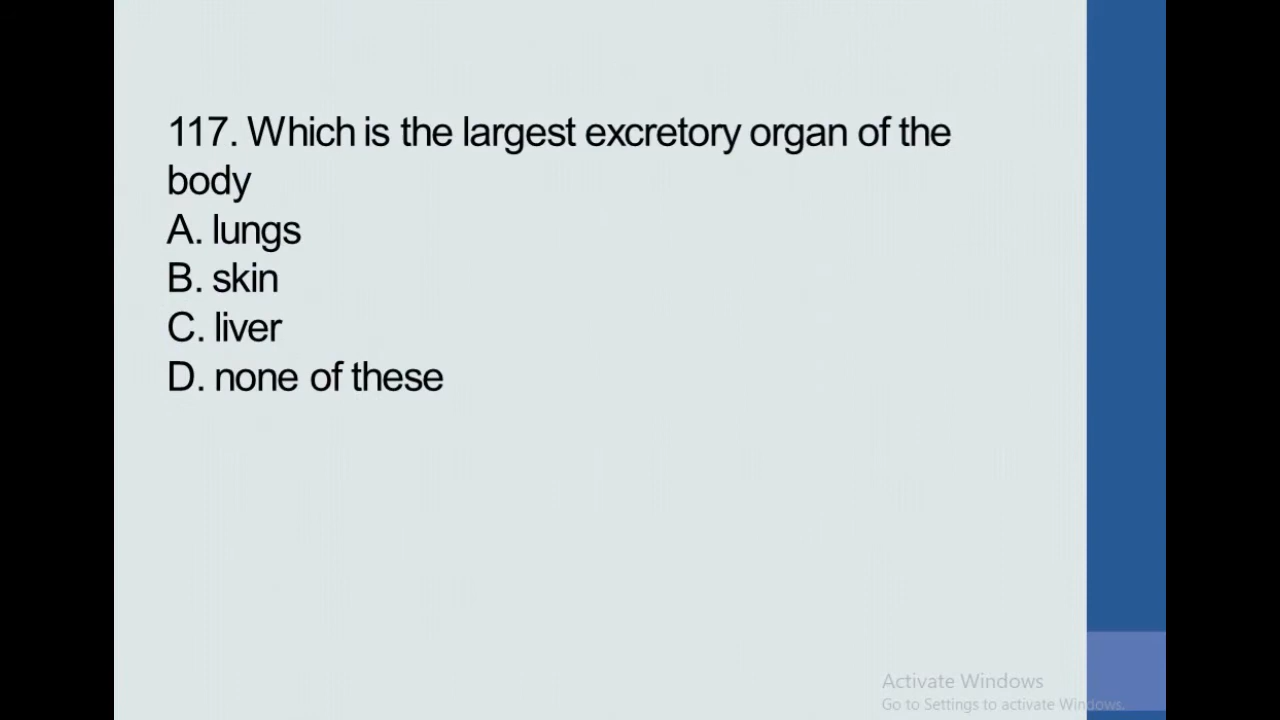 117. Which is the largest excretory organ of the
body
A. lungs
B. skin
C. liver
D. none of these
Activate Windows
Go to Settings to activate Windows.